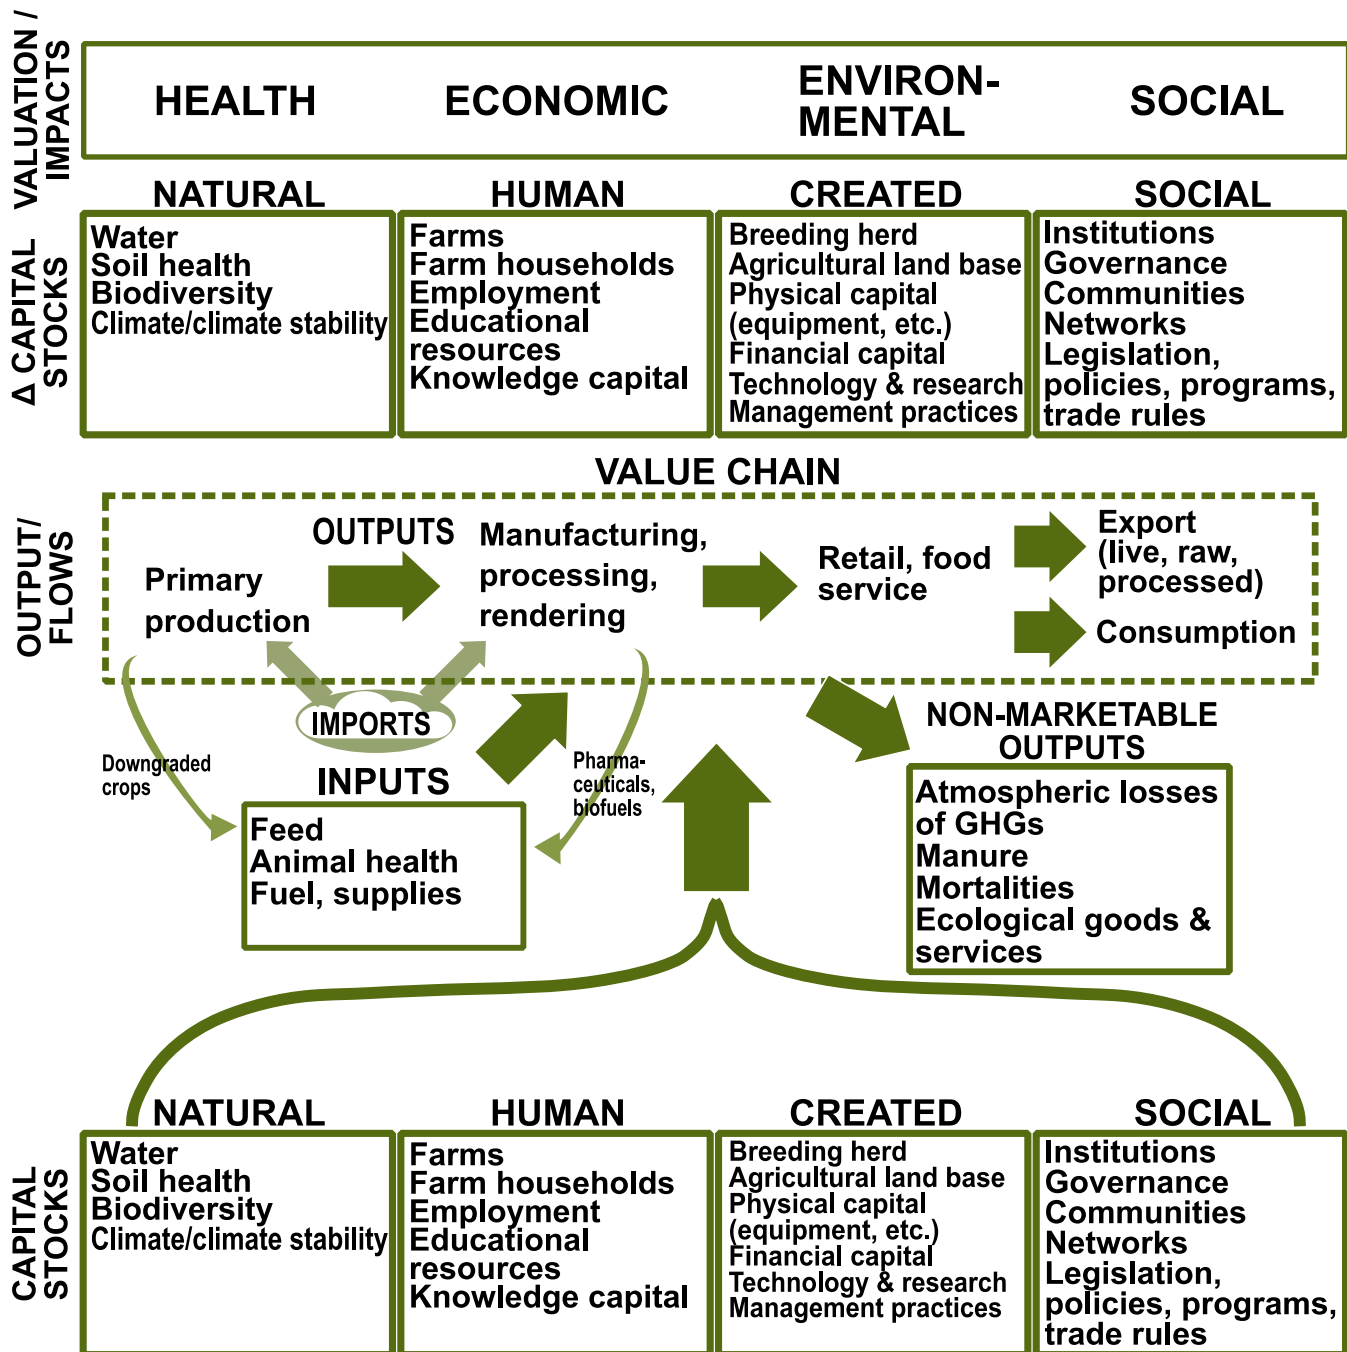 VALUATION /
IMPACTS
HEALTH
ECONOMIC
ENVIRON-
MENTAL
SOCIAL
Δ CAPITAL
STOCKS
NATURAL
Water
Soil health
Biodiversity
Climate/climate stability
HUMAN
Farms
Farm households
Employment
Educational
resources
Knowledge capital
CREATED
Breeding herd
Agricultural land base
Physical capital
(equipment, etc.)
Financial capital
Technology & research
Management practices
SOCIAL
Institutions
Governance
Communities
Networks
Legislation,
policies, programs,
trade rules
OUTPUT/
FLOWS
VALUE CHAIN
Primary
production
OUTPUTS
Manufacturing,
processing,
rendering
Retail, food
service
Export
(live, raw,
processed)
Consumption
IMPORTS
Downgraded
crops
INPUTS
Feed
Animal health
Fuel, supplies
Pharma-
ceuticals,
biofuels
NON-MARKETABLE
OUTPUTS
Atmospheric losses
of GHGs
Manure
Mortalities
Ecological goods &
services
CAPITAL
STOCKS
NATURAL
Water
Soil health
Biodiversity
Climate/climate stability
HUMAN
Farms
Farm households
Employment
Educational
resources
Knowledge capital
CREATED
Breeding herd
Agricultural land base
Physical capital
(equipment, etc.)
Financial capital
Technology & research
Management practices
SOCIAL
Institutions
Governance
Communities
Networks
Legislation,
policies, programs,
trade rules